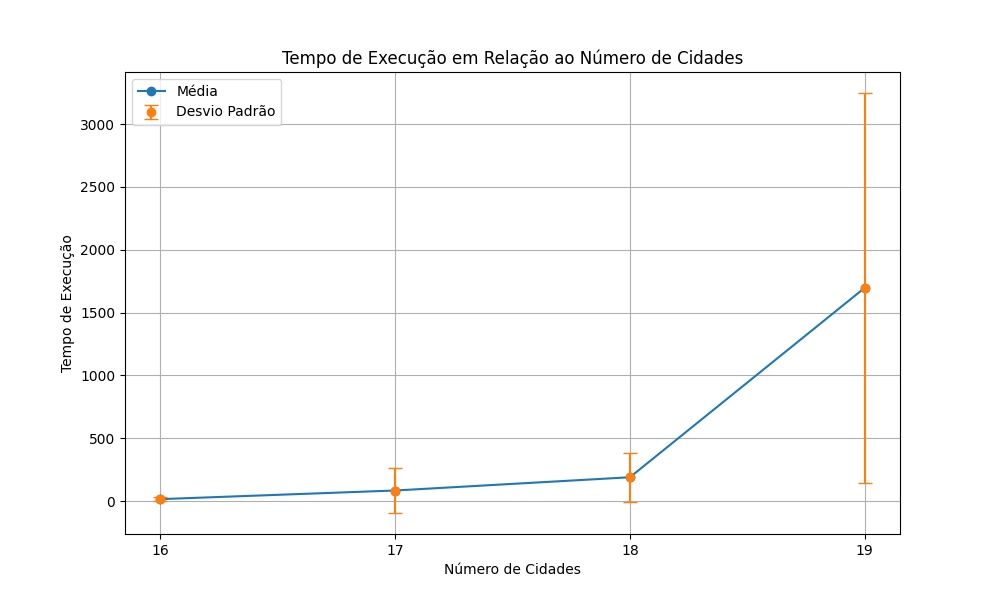 Tempo de Execução em Relação ao Número de Cidades
Média
Desvio Padrão
3000
2500
2000
1500
1000
500
0
Tempo de Execução
16 17 18 19
Número de Cidades